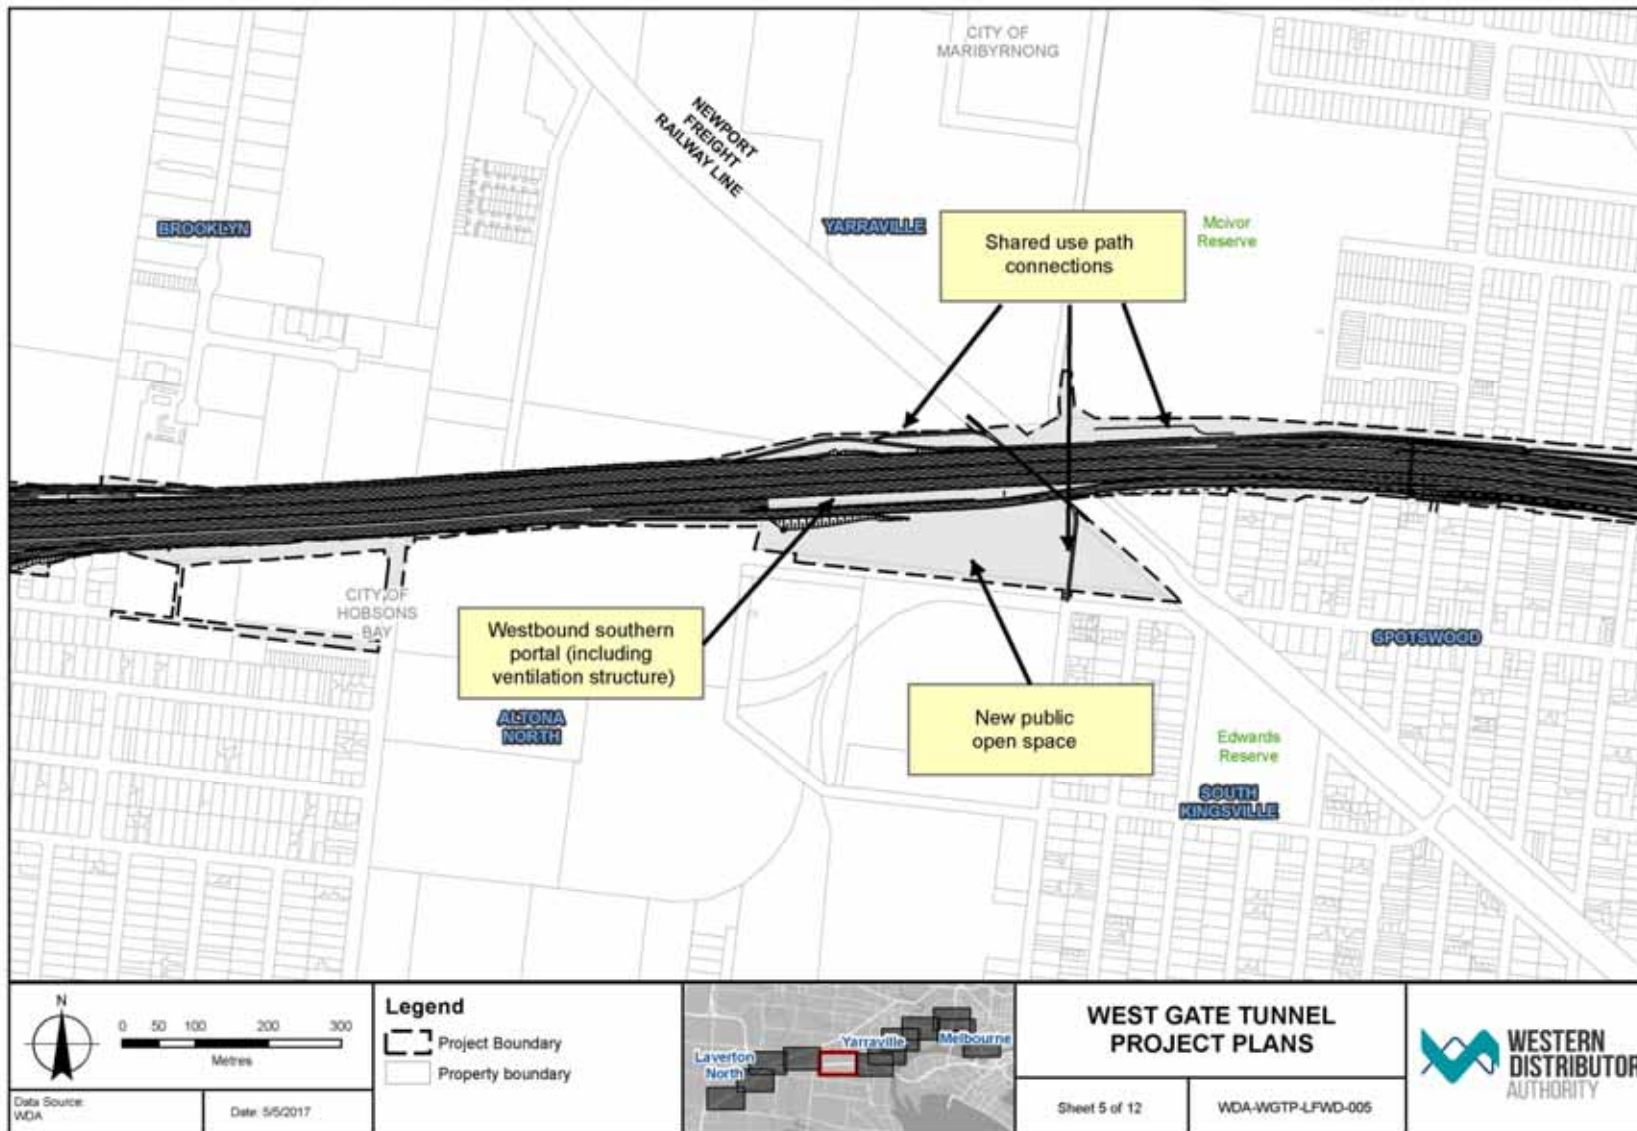 CITY OF
MARIBYRNONG
NEWPORT
FREIGHT
RAILWAY LINE
BROOKLYN
YARRAVILLE
Shared use path
connections
Mcivor
Reserve
CITY OF
HOBSONS
BAY
Westbound southern
portal (including
ventilation structure)
SPOTSWOOD
New public
open space
ALTONA
NORTH
Edwards
Reserve
SOUTH
KINGSVILLE
N
0 50 100 200 300
Metres
Data Source:
WDA
Date: 5/5/2017
Legend
Project Boundary
Property boundary
Laverton
North
Yarraville
Melbourne
WEST GATE TUNNEL
PROJECT PLANS
Sheet 5 of 12
WDA-WGTP-LFWD-005
WESTERN
DISTRIBUTOR
AUTHORITY